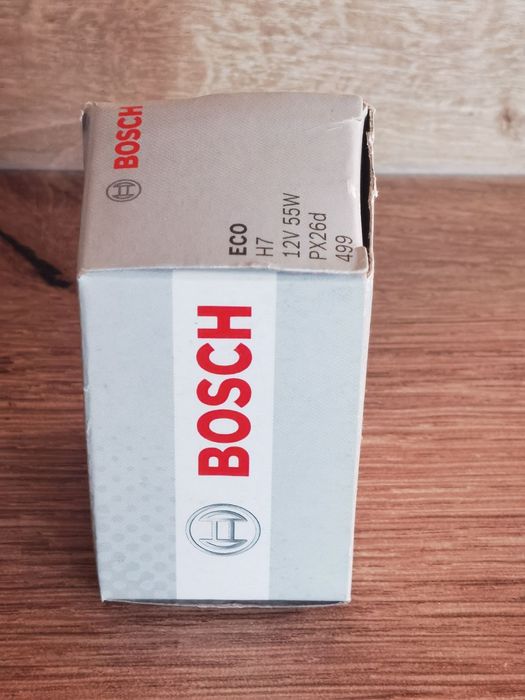 BOSCH
ECO
H7
12V 55W
PX26d
499
BOSCH